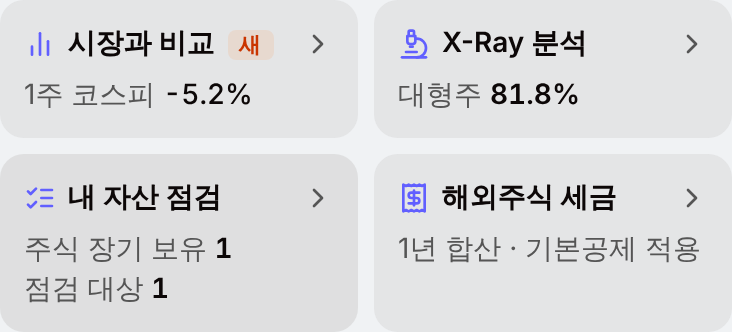 시장과 비교 새
1주 코스피 -5.2%
X-Ray 분석
대형주 81.8%
내 자산 점검
주식 장기 보유 1
점검 대상 1
해외주식 세금
1년 합산 · 기본공제 적용